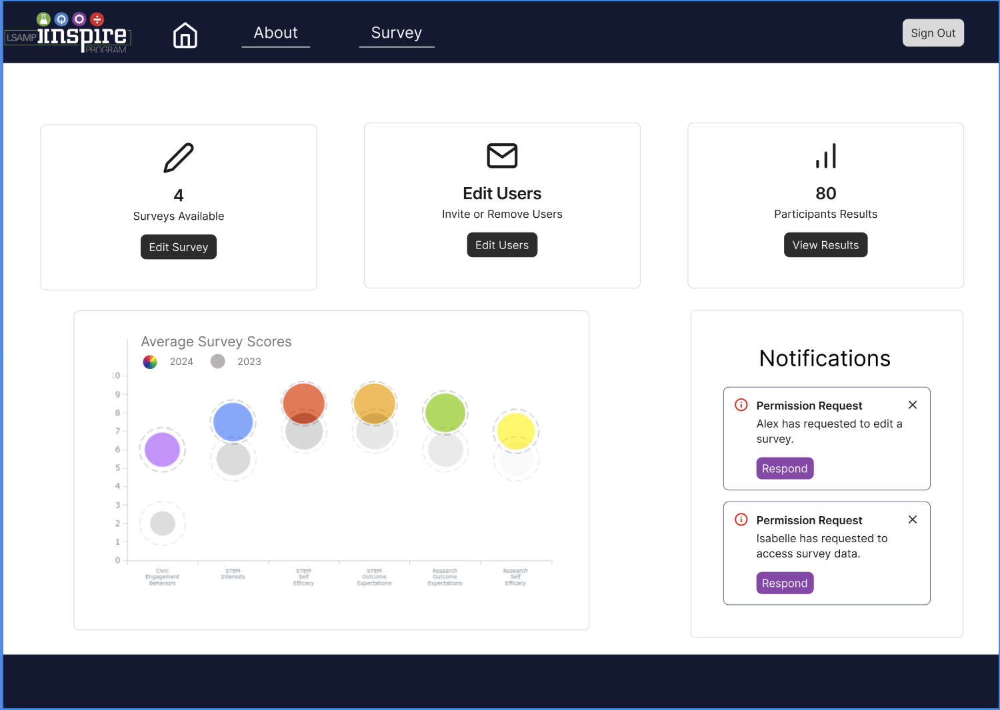 LSAMP inspire
PROGRAM
About
Survey
Sign Out
4
Surveys Available
Edit Survey
Edit Users
Invite or Remove Users
Edit Users
80
Participants Results
View Results
Average Survey Scores
2024
2023
10
9
8
7
6
5
4
3
2
1
0
Civic
Engagement
Behaviors
STEM
Interests
STEM
Self
Efficacy
STEM
Outcome
Expectations
Research
Outcome
Expectations
Research
Self
Efficacy
Notifications
Permission Request
Alex has requested to edit a
survey.
Respond
Permission Request
Isabelle has requested to
access survey data.
Respond